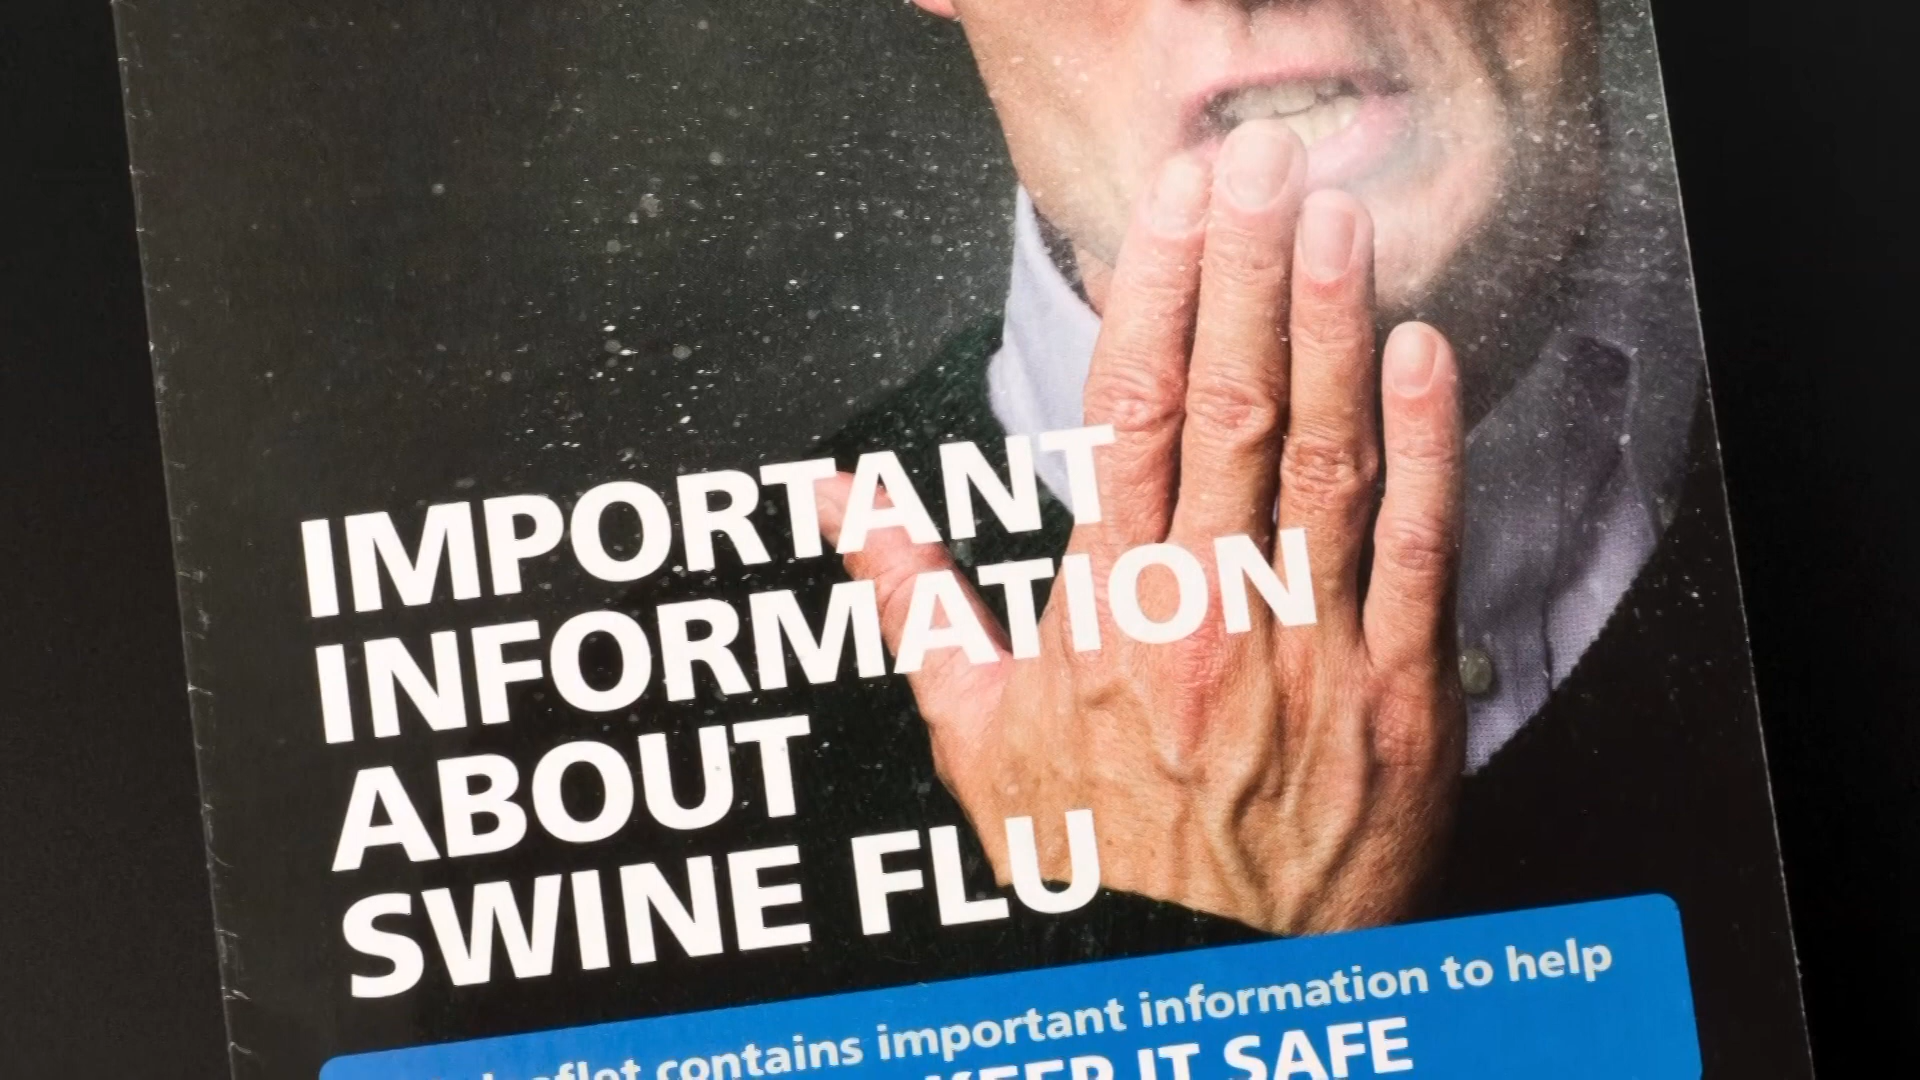 IMPORTANT
INFORMATION
ABOUT
SWINE FLU
contains important information to help
KEEP IT SAFE